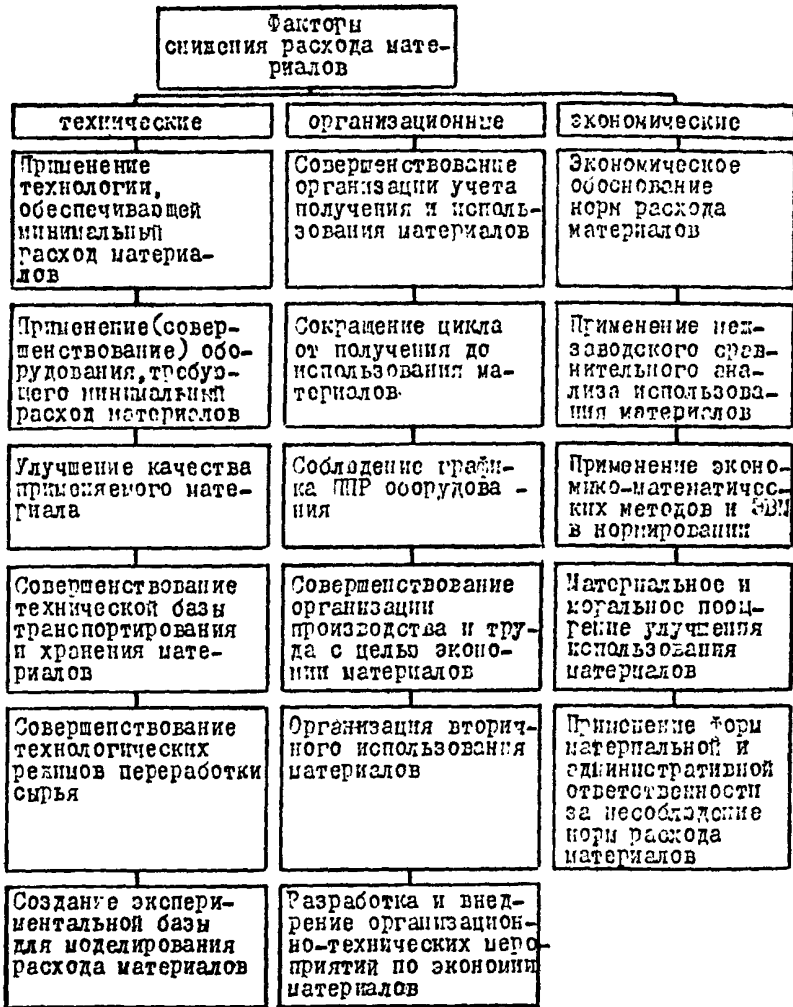 Факторы
снижения расхода мате-
риалов
технические
организационные
экономические
Применение
технологии,
обеспечивающей
минимальный
расход материа-
лов
Совершенствование
организации учета
получения и исполь-
зования материалов
Экономическое
обоснование
норм расхода
материалов
Применение(совер-
шенствование) обо-
рудования,требую-
щего минимальный
расход материалов
Сокращение цикла
от получения до
использования ма-
териалов
Применение меж-
заводского срав-
нительного ана-
лиза использова-
ния материалов
Улучшение качества
применяемого мате-
риала
Соблюдение графи-
ка ППР оборудова-
ния
Применение эконо-
мико-математичес-
ких методов и ЭВМ
в нормировании
Совершенствование
технической базы
транспортирования
и хранения мате-
риалов
Совершенствование
организации
производства и тру-
да с целью эконо-
мии материалов
Материальное и
моральное поощ-
рение улучшения
использования
материалов
Совершенствование
технологических
режимов переработки
сырья
Организация вторич-
ного использования
материалов
Применение форм
материальной и
административной
ответственности
за несоблюдение
норм расхода
материалов
Создание экспери-
ментальной базы
для моделирования
расхода материалов
Разработка и внед-
рение организацион-
но-технических меро-
приятий по экономии
материалов